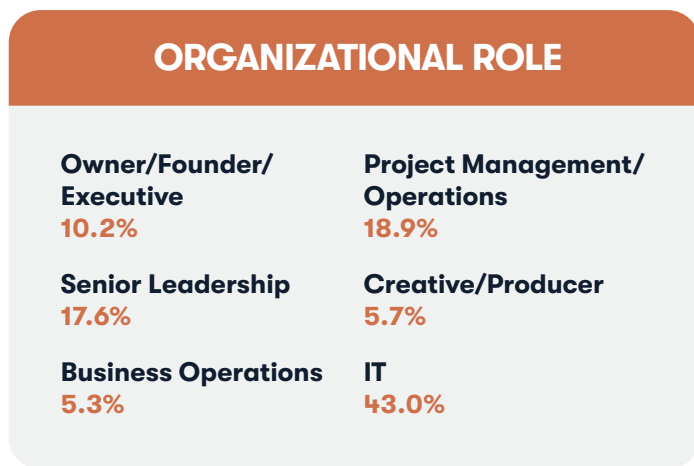 ORGANIZATIONAL ROLE
Owner/Founder/
Executive
10.2%
Senior Leadership
17.6%
Business Operations
5.3%
Project Management/
Operations
18.9%
Creative/Producer
5.7%
IT
43.0%